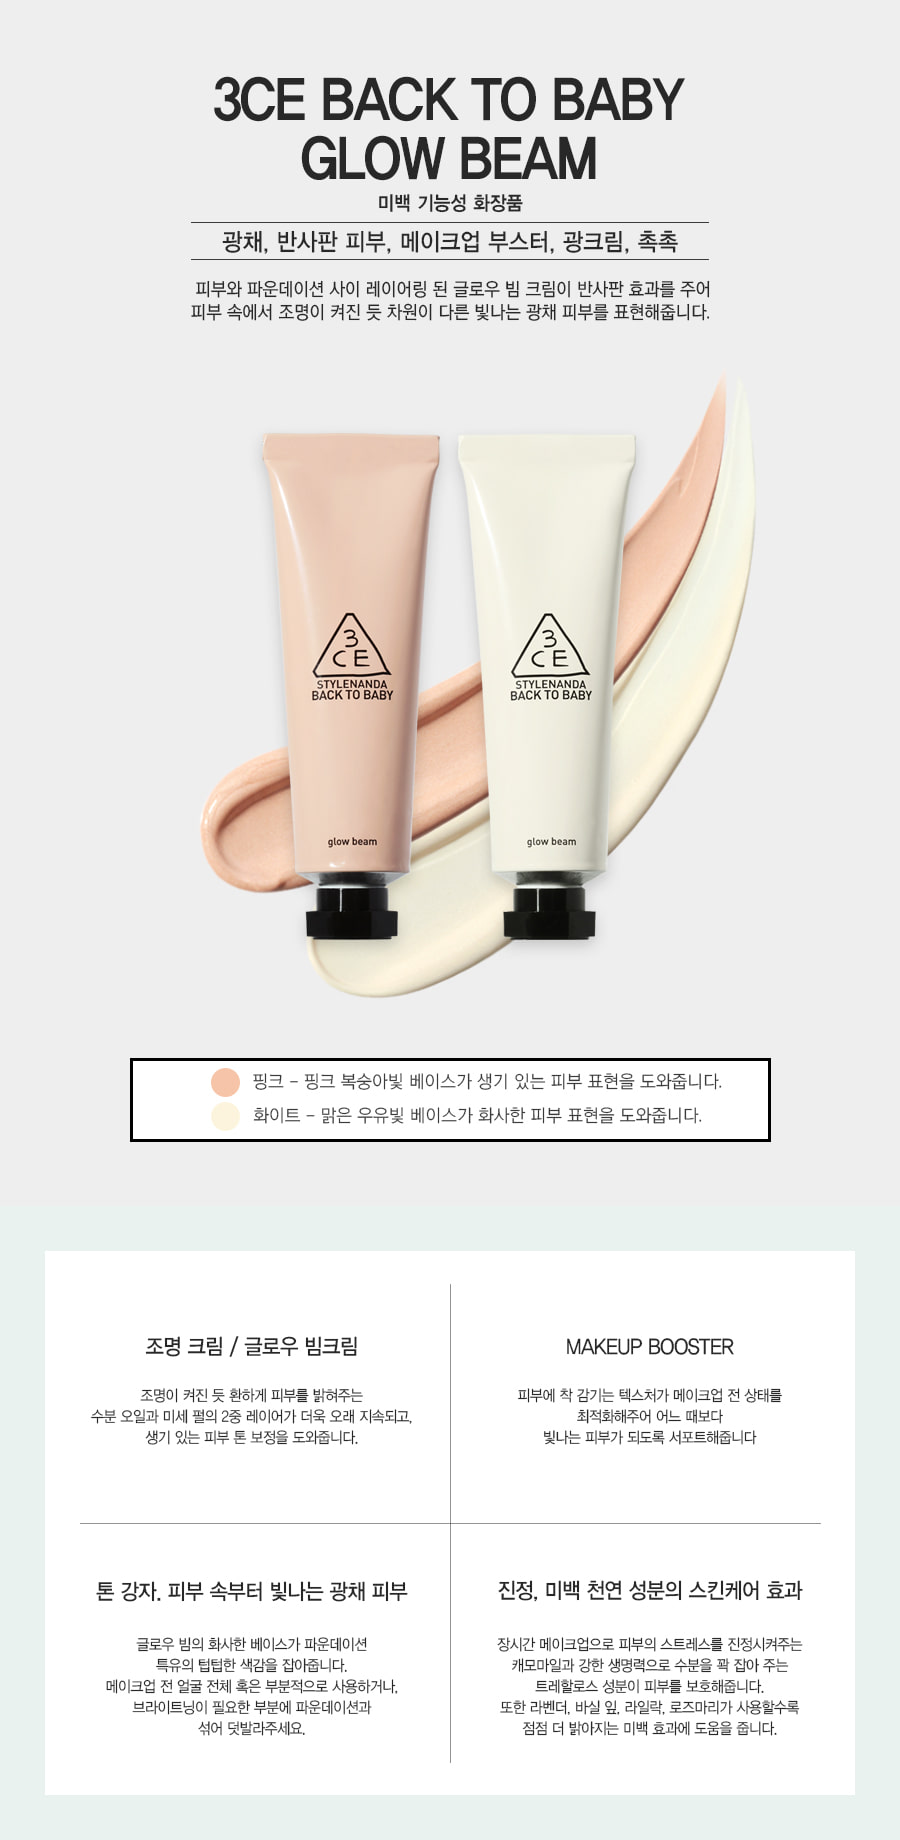 3CE BACK TO BABY
GLOW BEAM
미백 기능성 화장품
광채, 반사판 피부, 메이크업 부스터, 광크림, 촉촉
피부와 파운데이션 사이 레이어링 된 글로우 빔 크림이 반사판 효과를 주어
피부 속에서 조명이 켜진 듯 차원이 다른 빛나는 광채 피부를 표현해줍니다.
3
CE
STYLENANDA
BACK TO BABY
glow beam
3
CE
STYLENANDA
BACK TO BABY
glow beam
핑크 - 핑크 복숭아빛 베이스가 생기 있는 피부 표현을 도와줍니다.
화이트 - 맑은 우유빛 베이스가 화사한 피부 표현을 도와줍니다.
조명 크림 / 글로우 빔크림
조명이 켜진 듯 환하게 피부를 밝혀주는
수분 오일과 미세 펄의 2중 레이어가 더욱 오래 지속되고,
생기 있는 피부 톤 보정을 도와줍니다.
MAKEUP BOOSTER
피부에 착 감기는 텍스처가 메이크업 전 상태를
최적화해주어 어느 때보다
빛나는 피부가 되도록 서포트해줍니다
톤 강자. 피부 속부터 빛나는 광채 피부
글로우 빔의 화사한 베이스가 파운데이션
특유의 텁텁한 색감을 잡아줍니다.
메이크업 전 얼굴 전체 혹은 부분적으로 사용하거나,
브라이트닝이 필요한 부분에 파운데이션과
섞어 덧발라주세요.
진정, 미백 천연 성분의 스킨케어 효과
장시간 메이크업으로 피부의 스트레스를 진정시켜주는
캐모마일과 강한 생명력으로 수분을 꽉 잡아 주는
트레할로스 성분이 피부를 보호해줍니다.
또한 라벤더, 바실 잎, 라일락, 로즈마리가 사용할수록
점점 더 밝아지는 미백 효과에 도움을 줍니다.